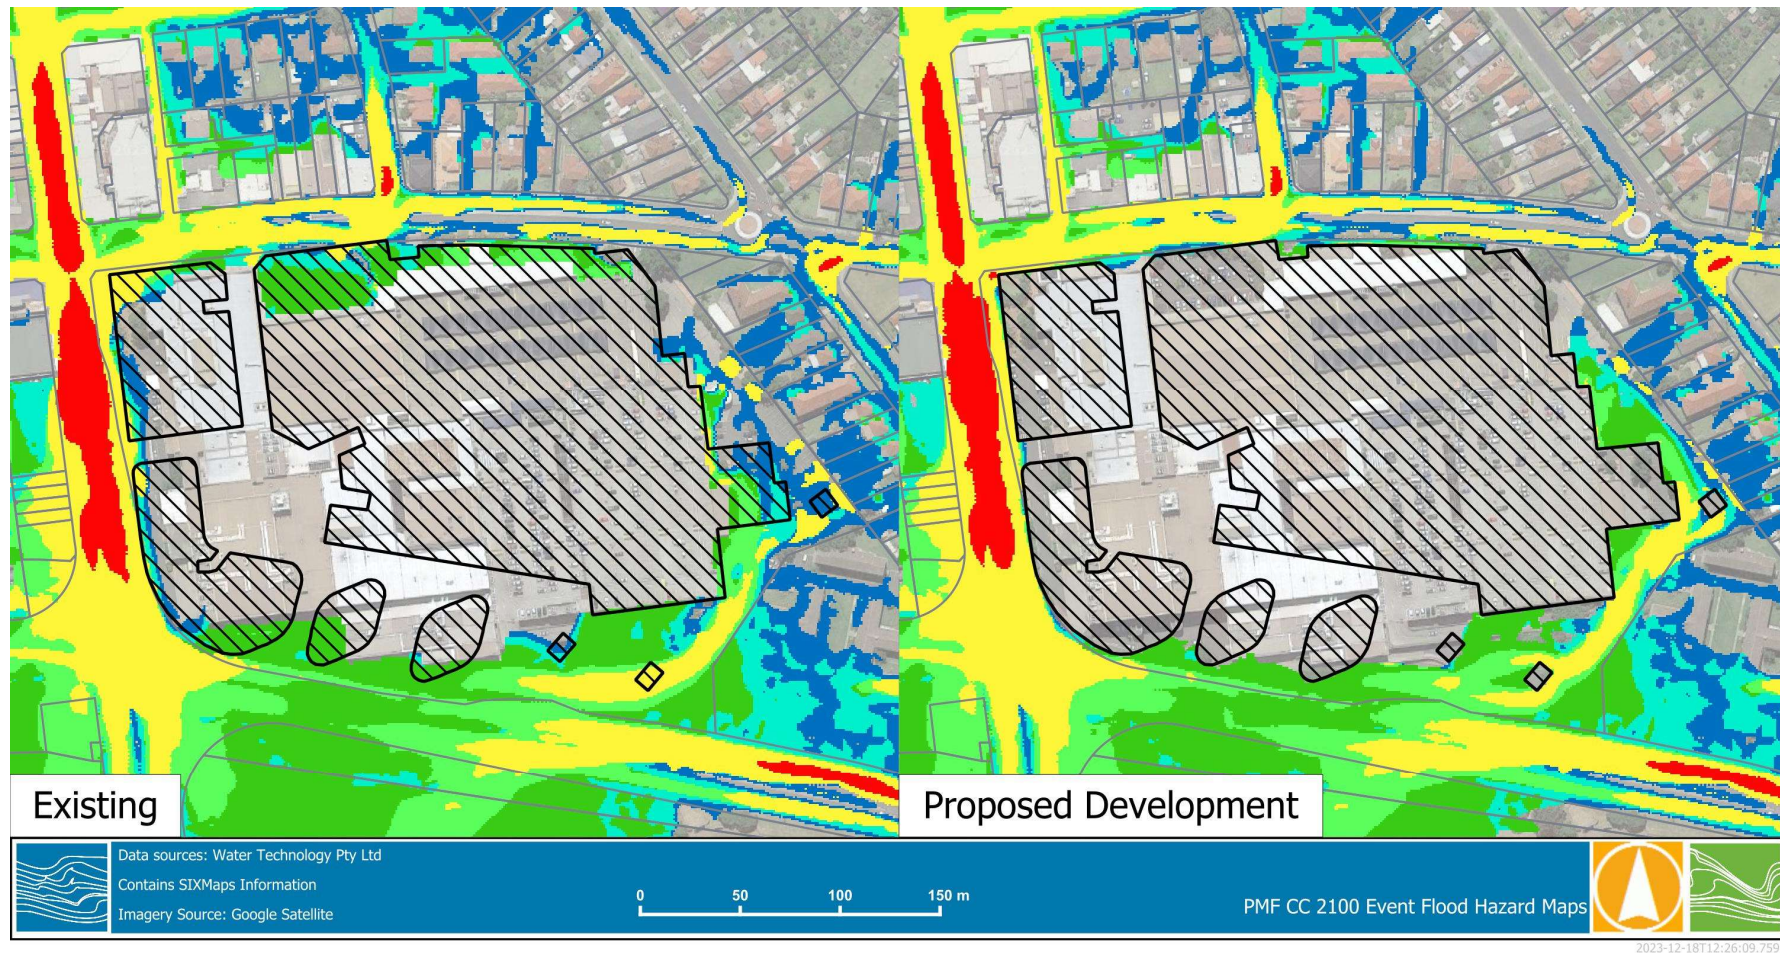 Existing
Proposed Development
Data sources: Water Technology Pty Ltd
Contains SIXMaps Information
Imagery Source: Google Satellite
0 50 100 150 m
PMF CC 2100 Event Flood Hazard Maps
2023-12-18T12:26:09.759